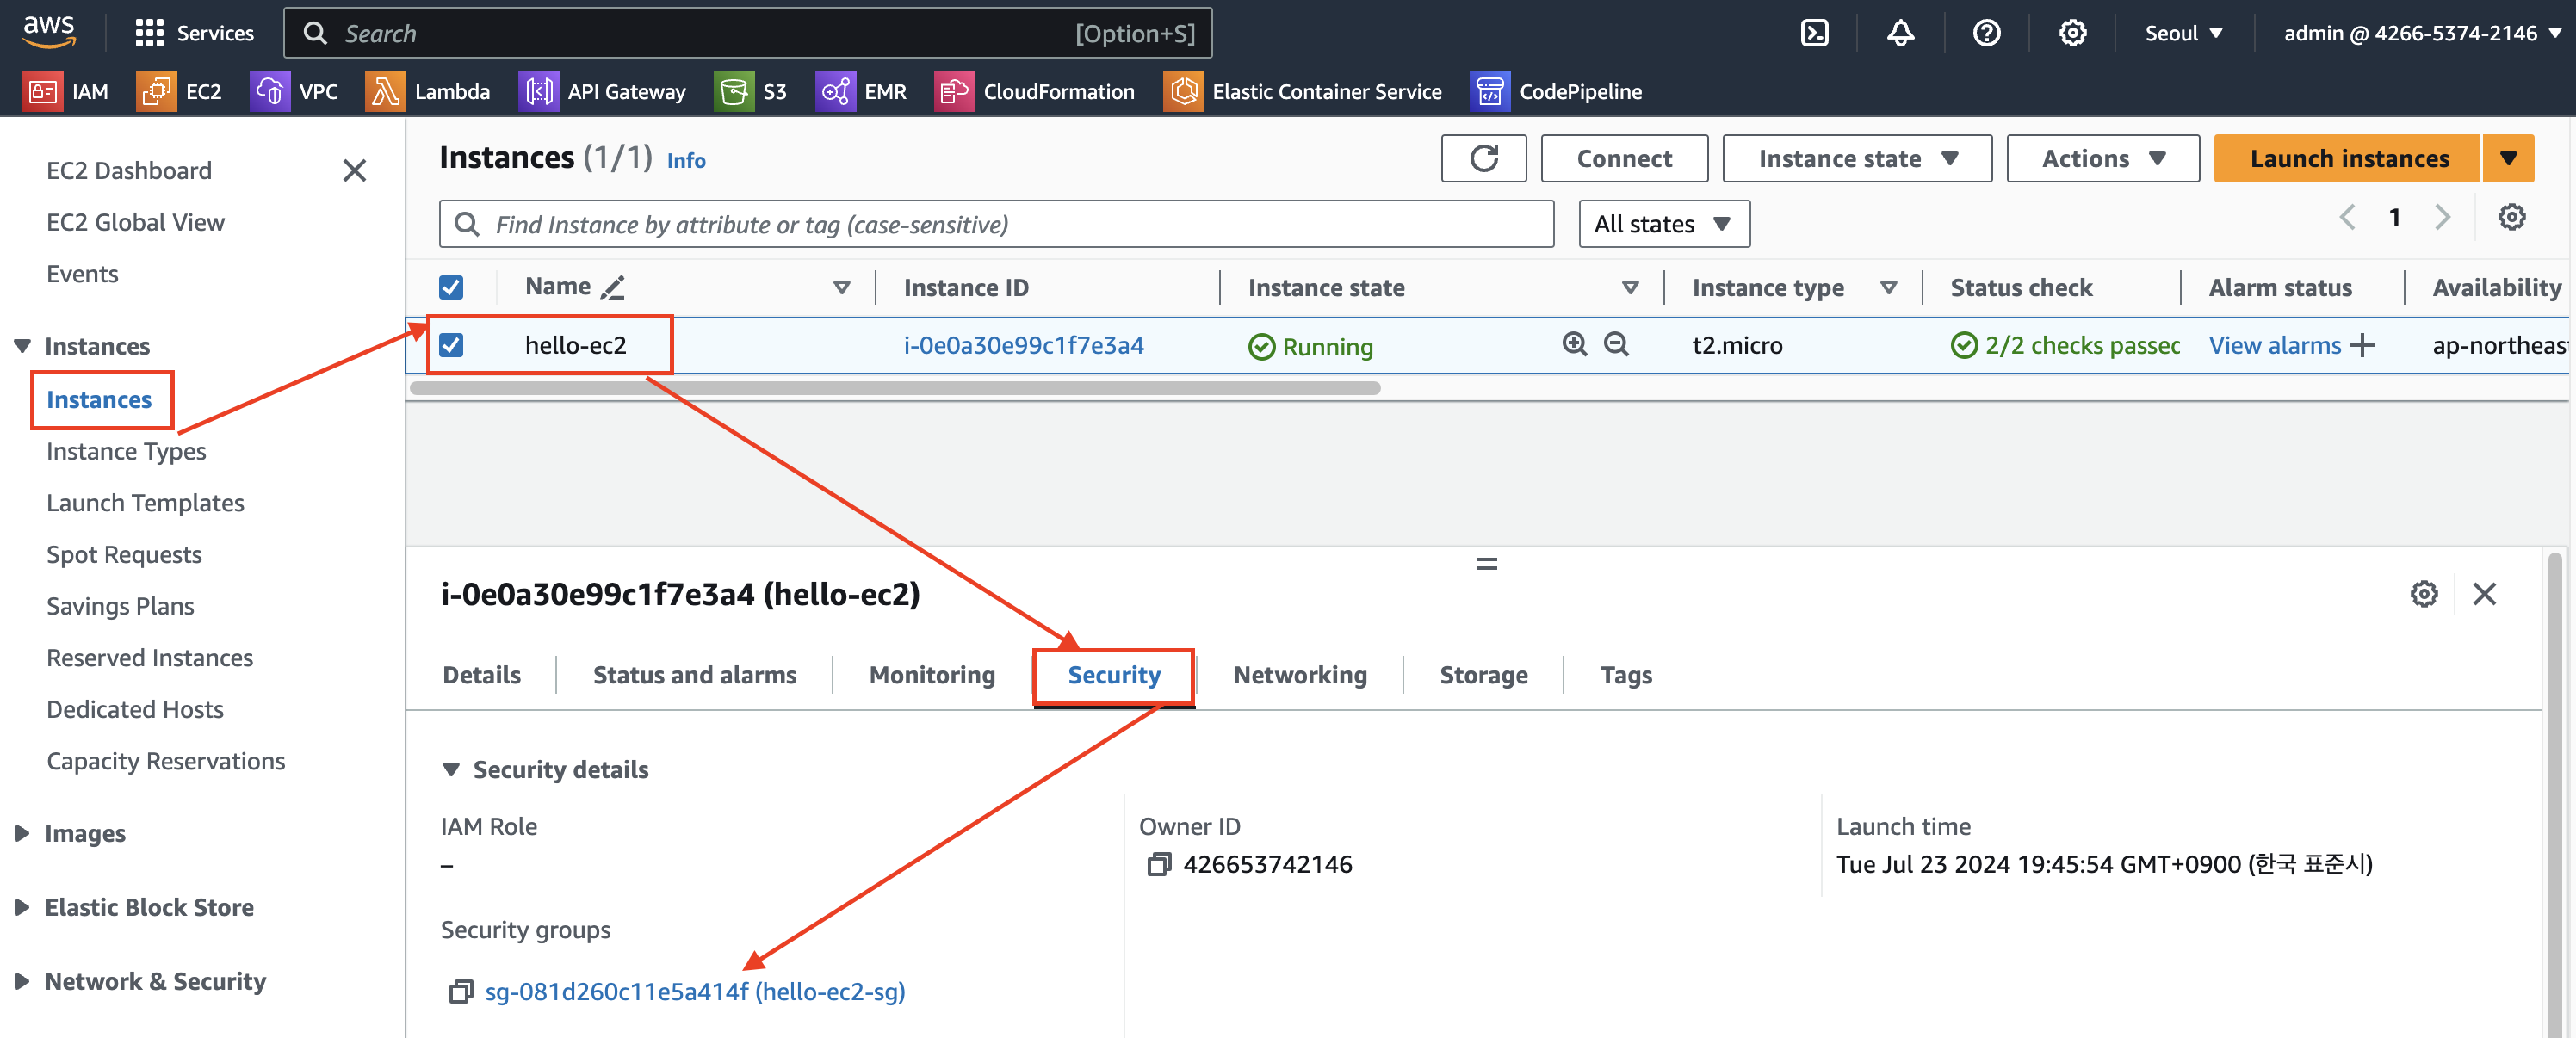 aws Services Search [Option+S] Seoul admin @ 4266-5374-2146
IAM EC2 VPC Lambda API Gateway S3 EMR CloudFormation Elastic Container Service CodePipeline
EC2 Dashboard
EC2 Global View
Events
Instances
Instances
Instance Types
Launch Templates
Spot Requests
Savings Plans
Reserved Instances
Dedicated Hosts
Capacity Reservations
Images
Elastic Block Store
Network & Security
Instances (1/1) Info Connect Instance state Actions Launch instances
Find Instance by attribute or tag (case-sensitive) All states 1
Name Instance ID Instance state Instance type Status check Alarm status Availability
hello-ec2 i-0e0a30e99c1f7e3a4 Running t2.micro 2/2 checks passec View alarms ap-northeast
i-0e0a30e99c1f7e3a4 (hello-ec2)
Details Status and alarms Monitoring Security Networking Storage Tags
Security details
IAM Role Owner ID Launch time
– 426653742146 Tue Jul 23 2024 19:45:54 GMT+0900 (한국 표준시)
Security groups
sg-081d260c11e5a414f (hello-ec2-sg)